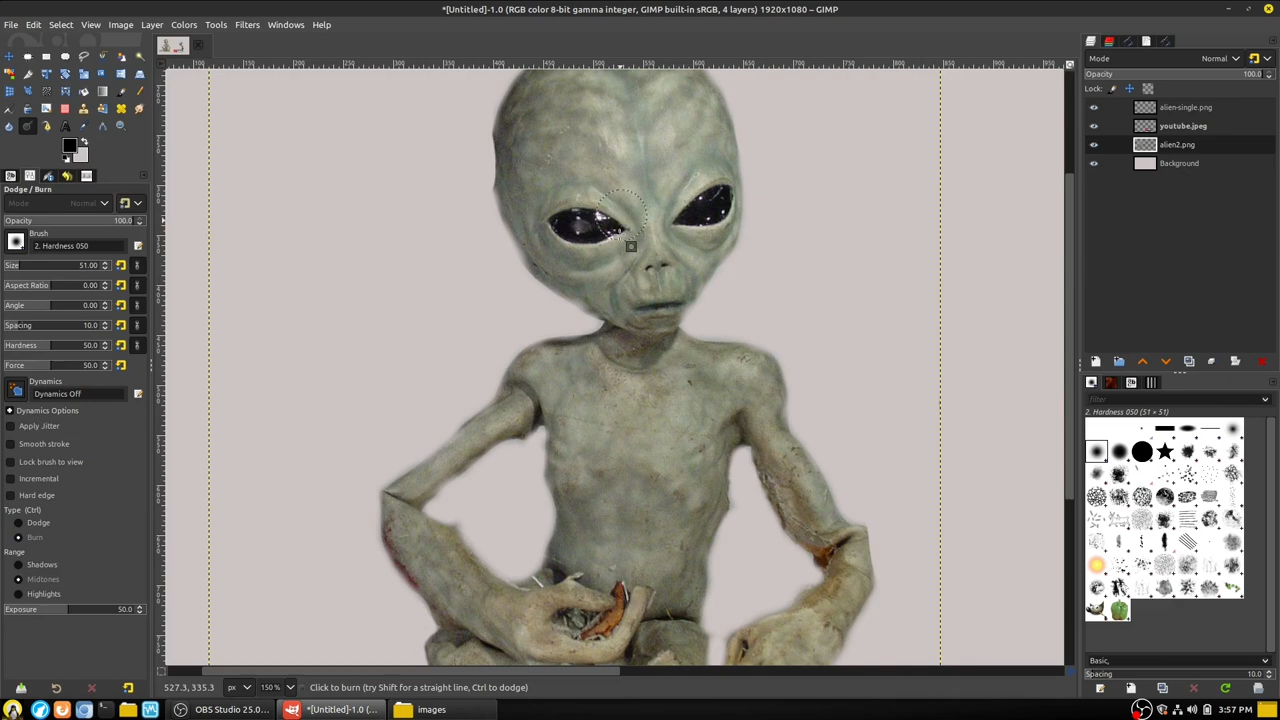 *[Untitled]-1.0 (RGB color 8-bit gamma integer, GIMP built-in sRGB, 4 layers) 1920x1080 – GIMP
File Edit Select View Image Layer Colors Tools Filters Windows Help
Mode Normal
Opacity 100.0
Lock:
alien-single.png
youtube.jpeg
alien2.png
Background
Dodge / Burn
Mode Normal
Opacity 100.0
Brush
2. Hardness 050
Size 51.00
Aspect Ratio 0.00
Angle 0.00
Spacing 10.0
Hardness 50.0
Force 50.0
Dynamics
Dynamics Off
Dynamics Options
Apply Jitter
Smooth stroke
Lock brush to view
Incremental
Hard edge
Type (Ctrl)
Dodge
Burn
Range
Shadows
Midtones
Highlights
Exposure 50.0
filter
2. Hardness 050 (51 × 51)
Basic,
Spacing 10.0
527.3, 335.3 px 150% Click to burn (try Shift for a straight line, Ctrl to dodge)
OBS Studio 25.0... *[Untitled]-1.0 (... images 3:57 PM